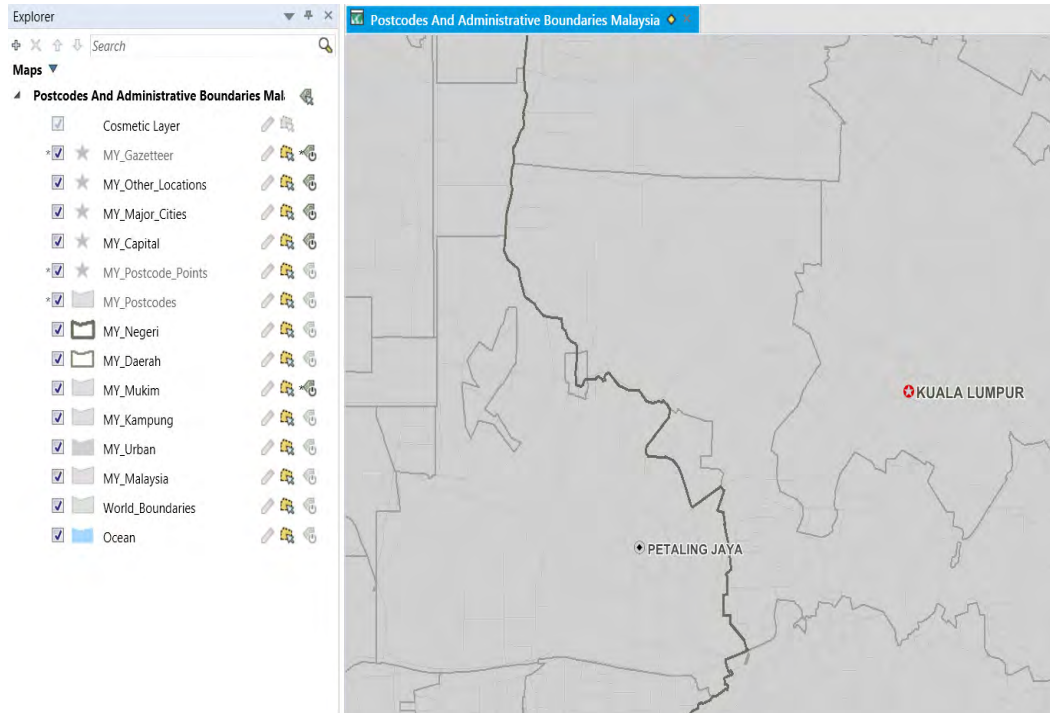 Explorer
Search
Maps
Postcodes And Administrative Boundaries Mal
Cosmetic Layer
* MY_Gazetteer
MY_Other_Locations
MY_Major_Cities
MY_Capital
* MY_Postcode_Points
* MY_Postcodes
MY_Negeri
MY_Daerah
MY_Mukim
MY_Kampung
MY_Urban
MY_Malaysia
World_Boundaries
Ocean
Postcodes And Administrative Boundaries Malaysia
KUALA LUMPUR
PETALING JAYA